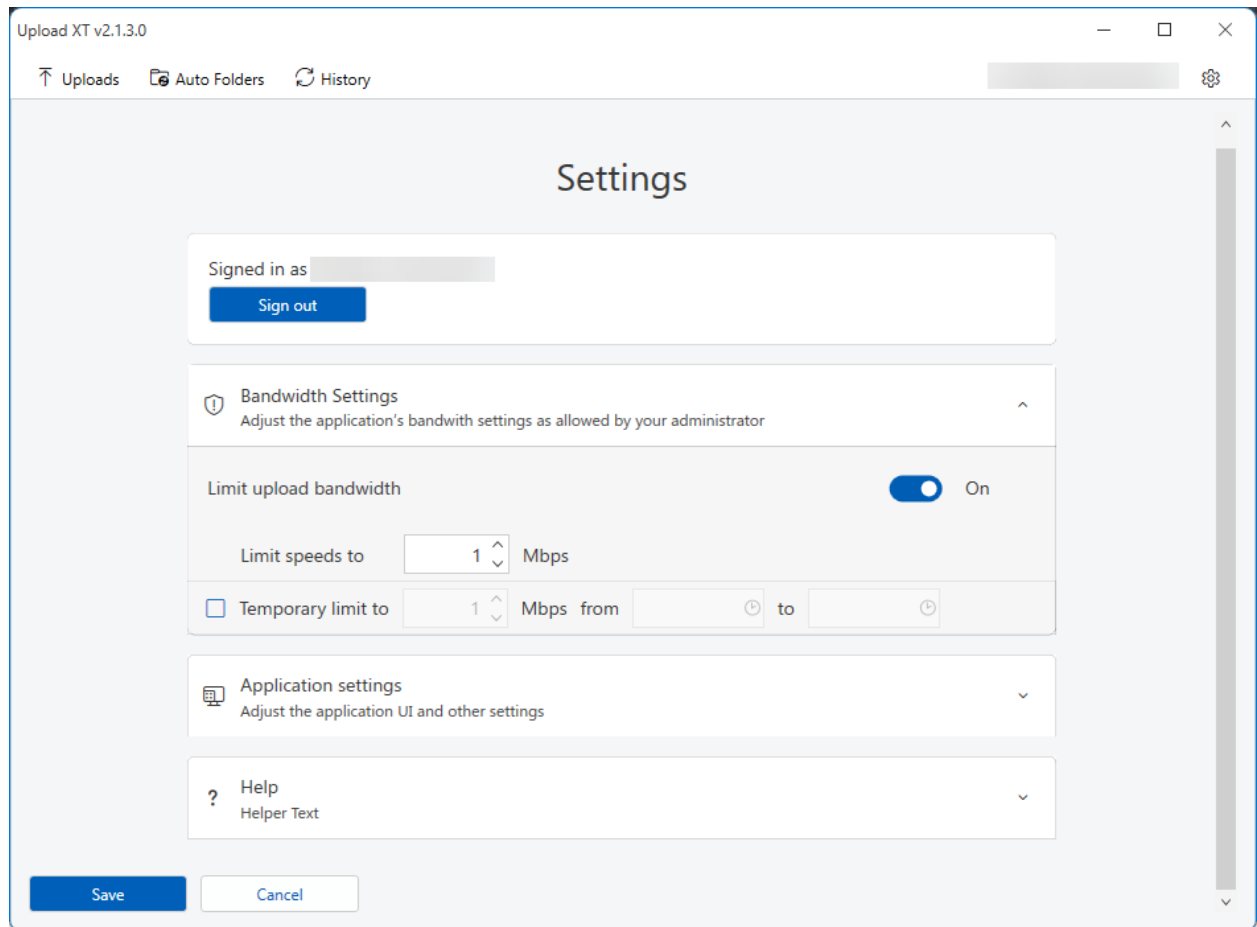 Upload XT v2.1.3.0
Uploads Auto Folders History
Settings
Signed in as
Sign out
Bandwidth Settings
Adjust the application's bandwith settings as allowed by your administrator
Limit upload bandwidth On
Limit speeds to 1 Mbps
Temporary limit to 1 Mbps from to
Application settings
Adjust the application UI and other settings
? Help
Helper Text
Save Cancel